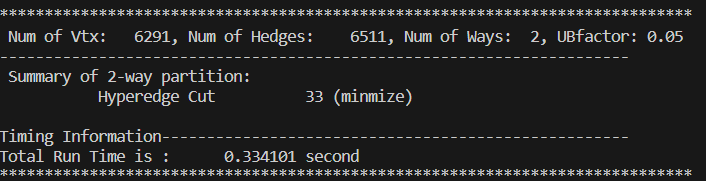 ******************************************************************************
Num of Vtx:   6291, Num of Hedges:    6511, Num of Ways:  2, UBfactor: 0.05
----------------------------------------------------------------------
Summary of 2-way partition:
          Hyperedge Cut          33 (minmize)
Timing Information----------------------------------------------------
Total Run Time is :      0.334101 second
******************************************************************************